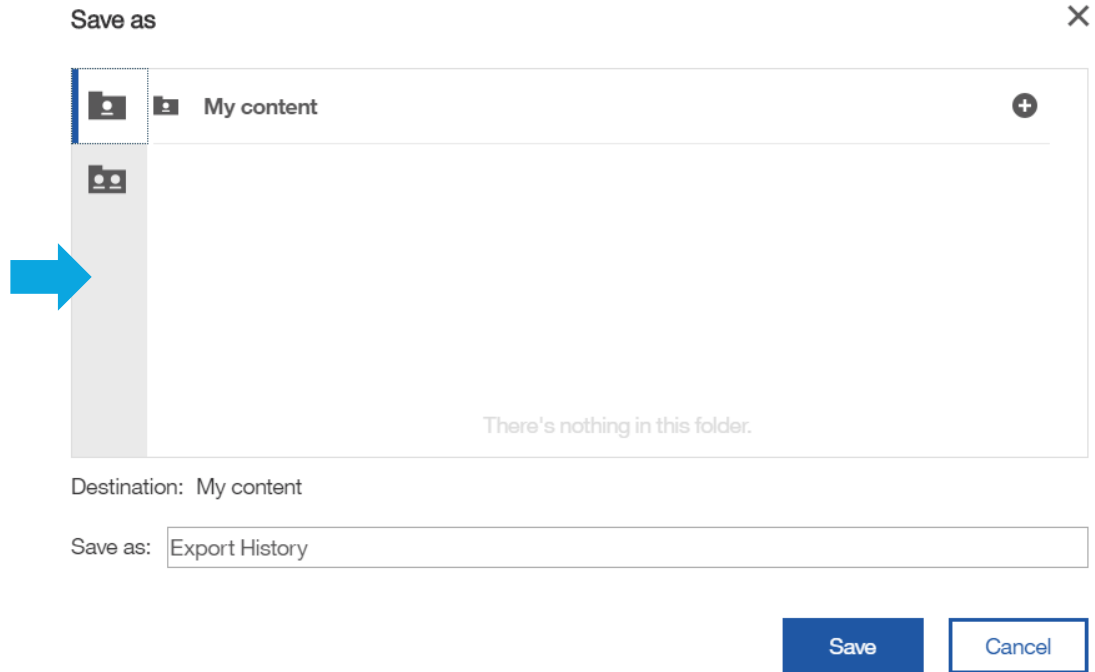 Save as
My content
There's nothing in this folder.
Destination: My content
Save as: Export History
Save Cancel